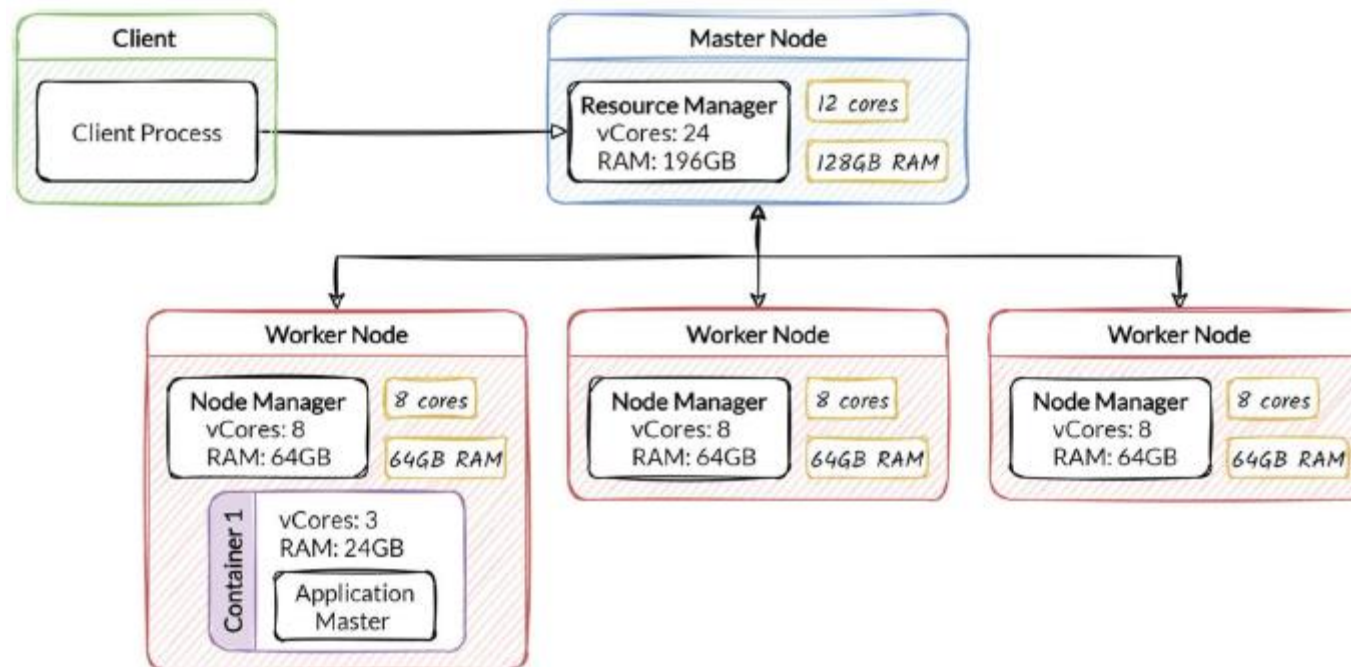 Client
Client Process
Master Node
Resource Manager
vCores: 24
RAM: 196GB
12 cores
128GB RAM
Worker Node
Node Manager
vCores: 8
RAM: 64GB
8 cores
64GB RAM
Container 1
vCores: 3
RAM: 24GB
Application
Master
Worker Node
Node Manager
vCores: 8
RAM: 64GB
8 cores
64GB RAM
Worker Node
Node Manager
vCores: 8
RAM: 64GB
8 cores
64GB RAM